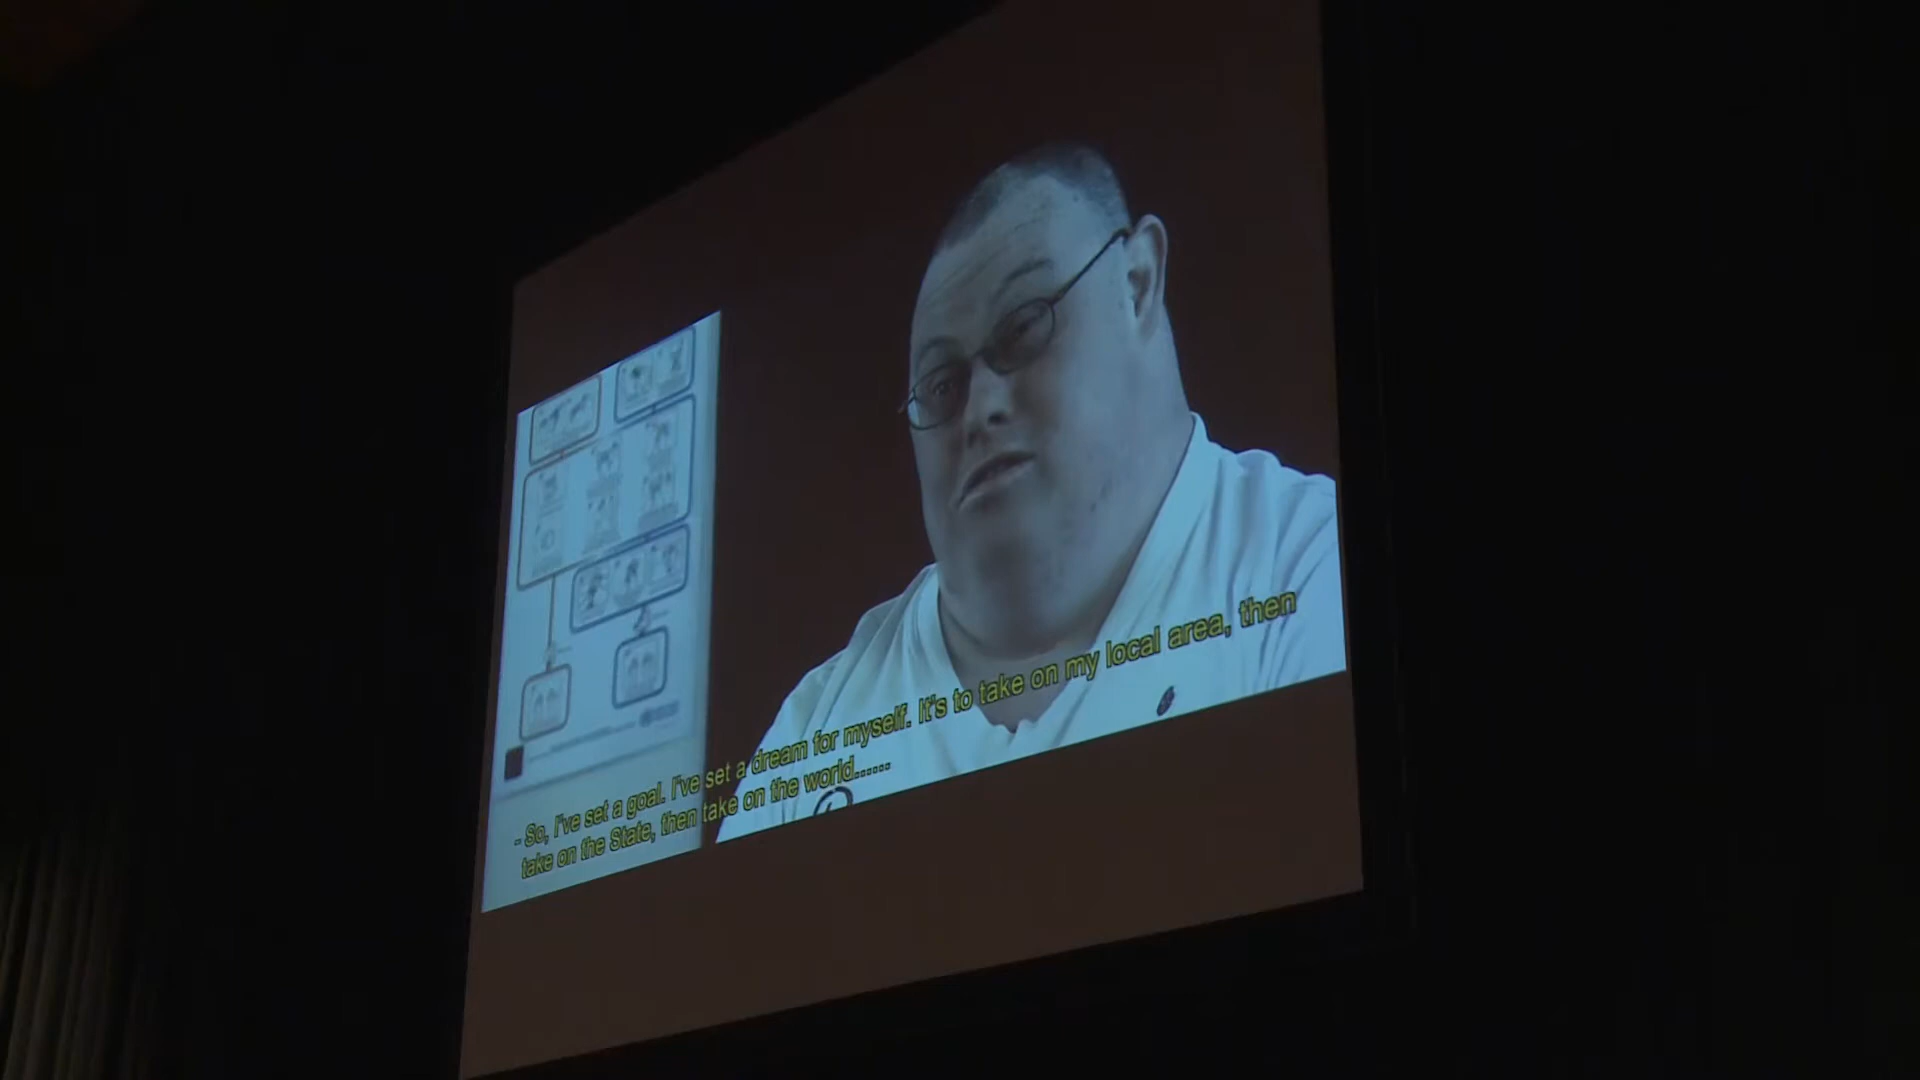 - So, I've set a goal. I've set a dream for myself. It's to take on my local area, then
take on the State, then take on the world......